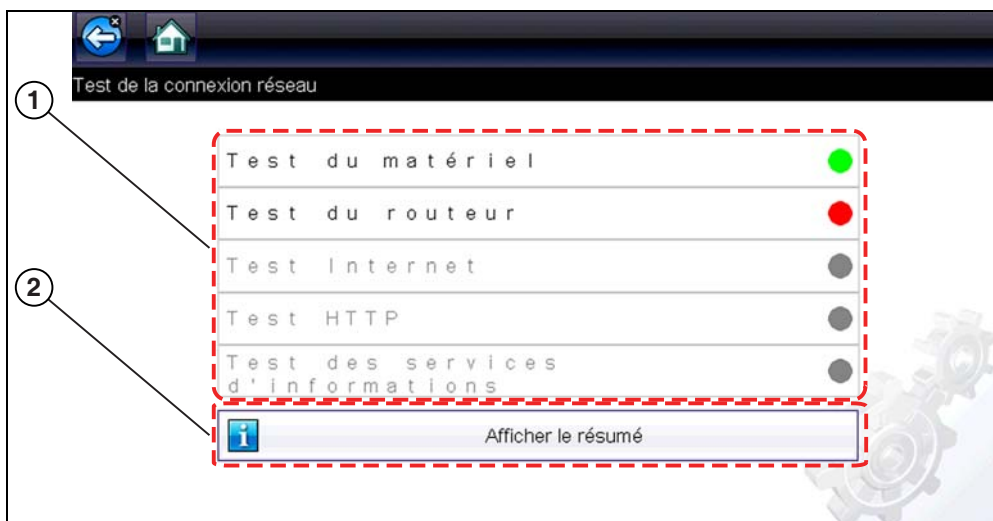 Test de la connexion réseau
1
Test du matériel
Test du routeur
Test Internet
2
Test HTTP
Test des services
d'informations
Afficher le résumé